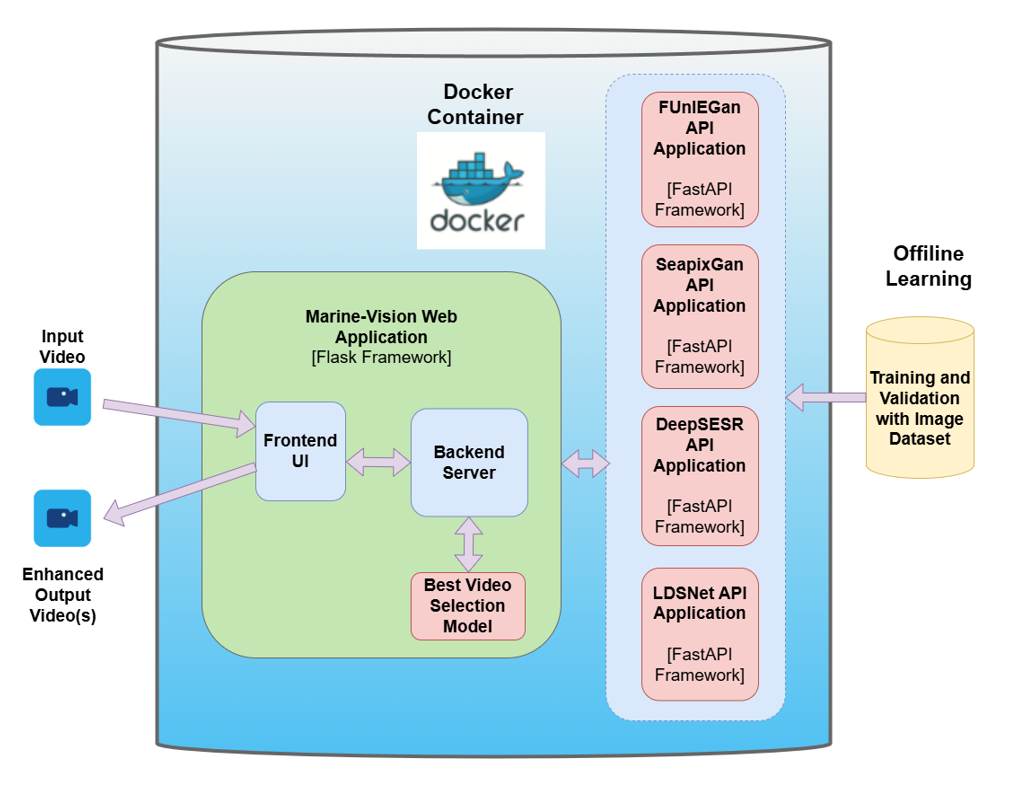 Docker
Container
docker
FUnIEGan
API
Application
[FastAPI
Framework]
SeapixGan
API
Application
[FastAPI
Framework]
DeepSESR
API
Application
[FastAPI
Framework]
LDSNet API
Application
[FastAPI
Framework]
Offiline
Learning
Training and
Validation
with Image
Dataset
Marine-Vision Web
Application
[Flask Framework]
Input
Video
Frontend
UI
Backend
Server
Best Video
Selection
Model
Enhanced
Output
Video(s)